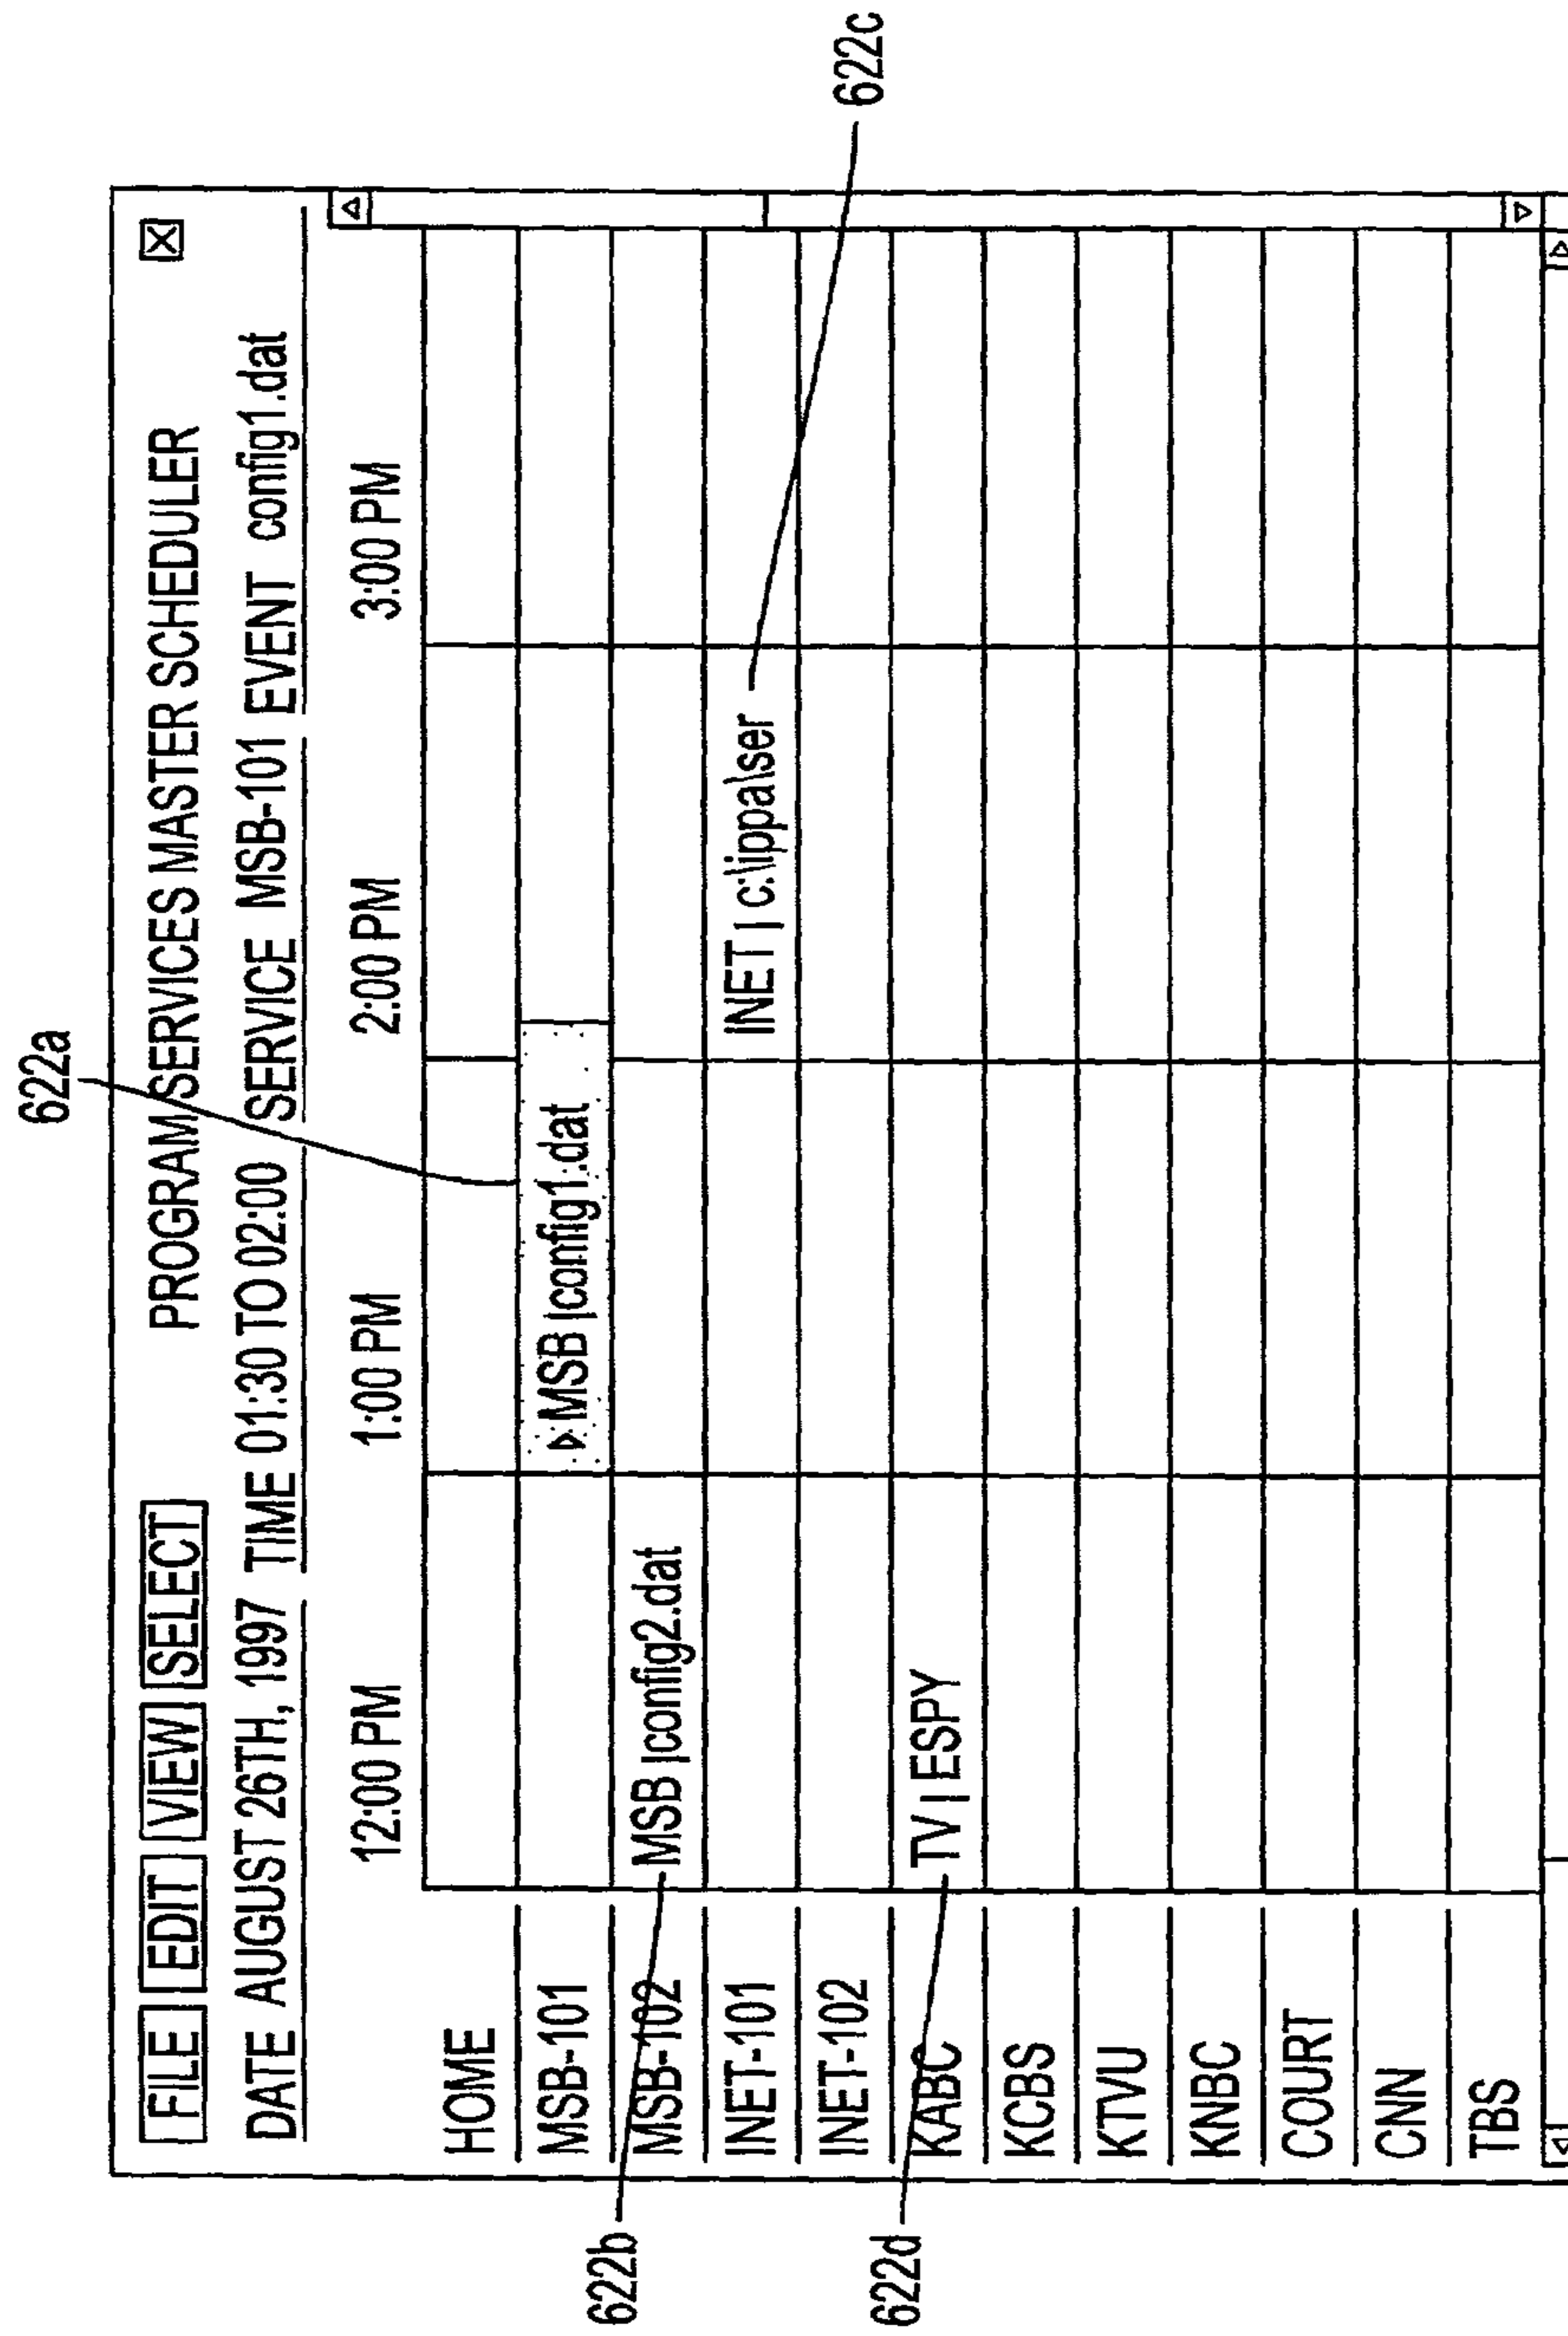 622a
FILE EDIT VIEW SELECT PROGRAM SERVICES MASTER SCHEDULER X
DATE AUGUST 26TH, 1997 TIME 01:30 TO 02:00 SERVICE MSB-101 EVENT config1.dat
12:00 PM 1:00 PM 2:00 PM 3:00 PM
HOME
MSB-101 MSB |config1.dat
622b MSB-102 MSB |config2.dat
INET-101 INET | c:\ippa\ser 622c
INET-102
622d KABC TV | ESPY
KCBS
KTVU
KNBC
COURT
CNN
TBS